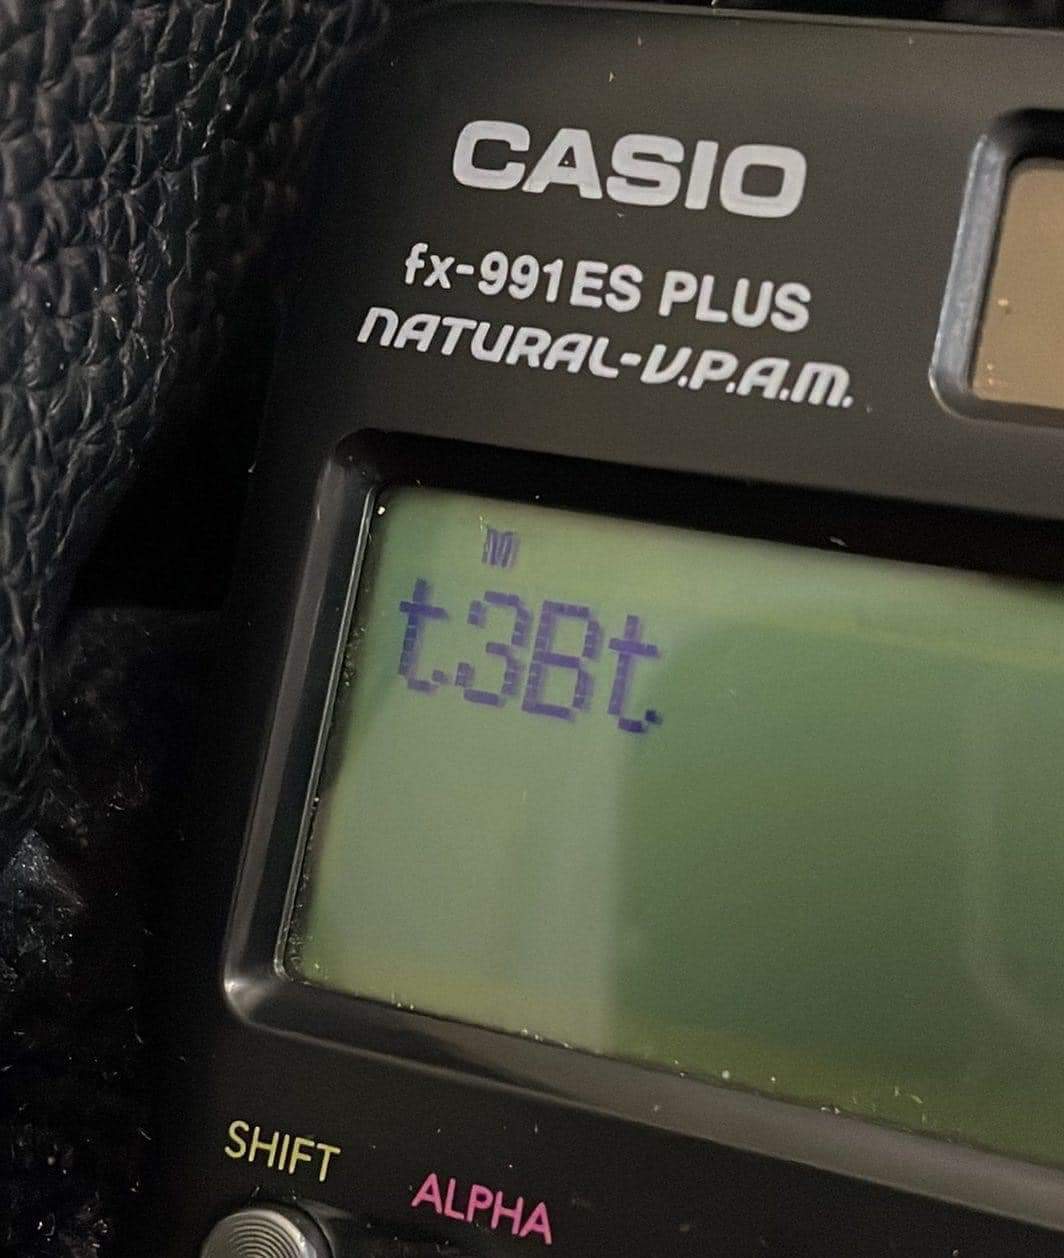 CASIO
fx-991ES PLUS
NATURAL-V.P.A.M.
M
t3Bt
SHIFT
ALPHA